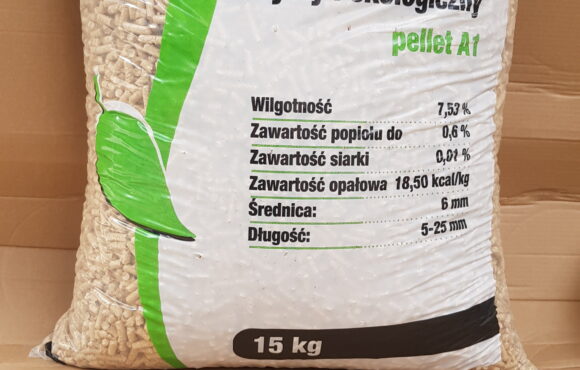 ekologiczny
pellet A1
Wilgotność 7,53 %
Zawartość popiołu do 0,6 %
Zawartość siarki 0,01 %
Zawartość opałowa 18,50 kcal/kg
Średnica: 6 mm
Długość: 5-25 mm
15 kg